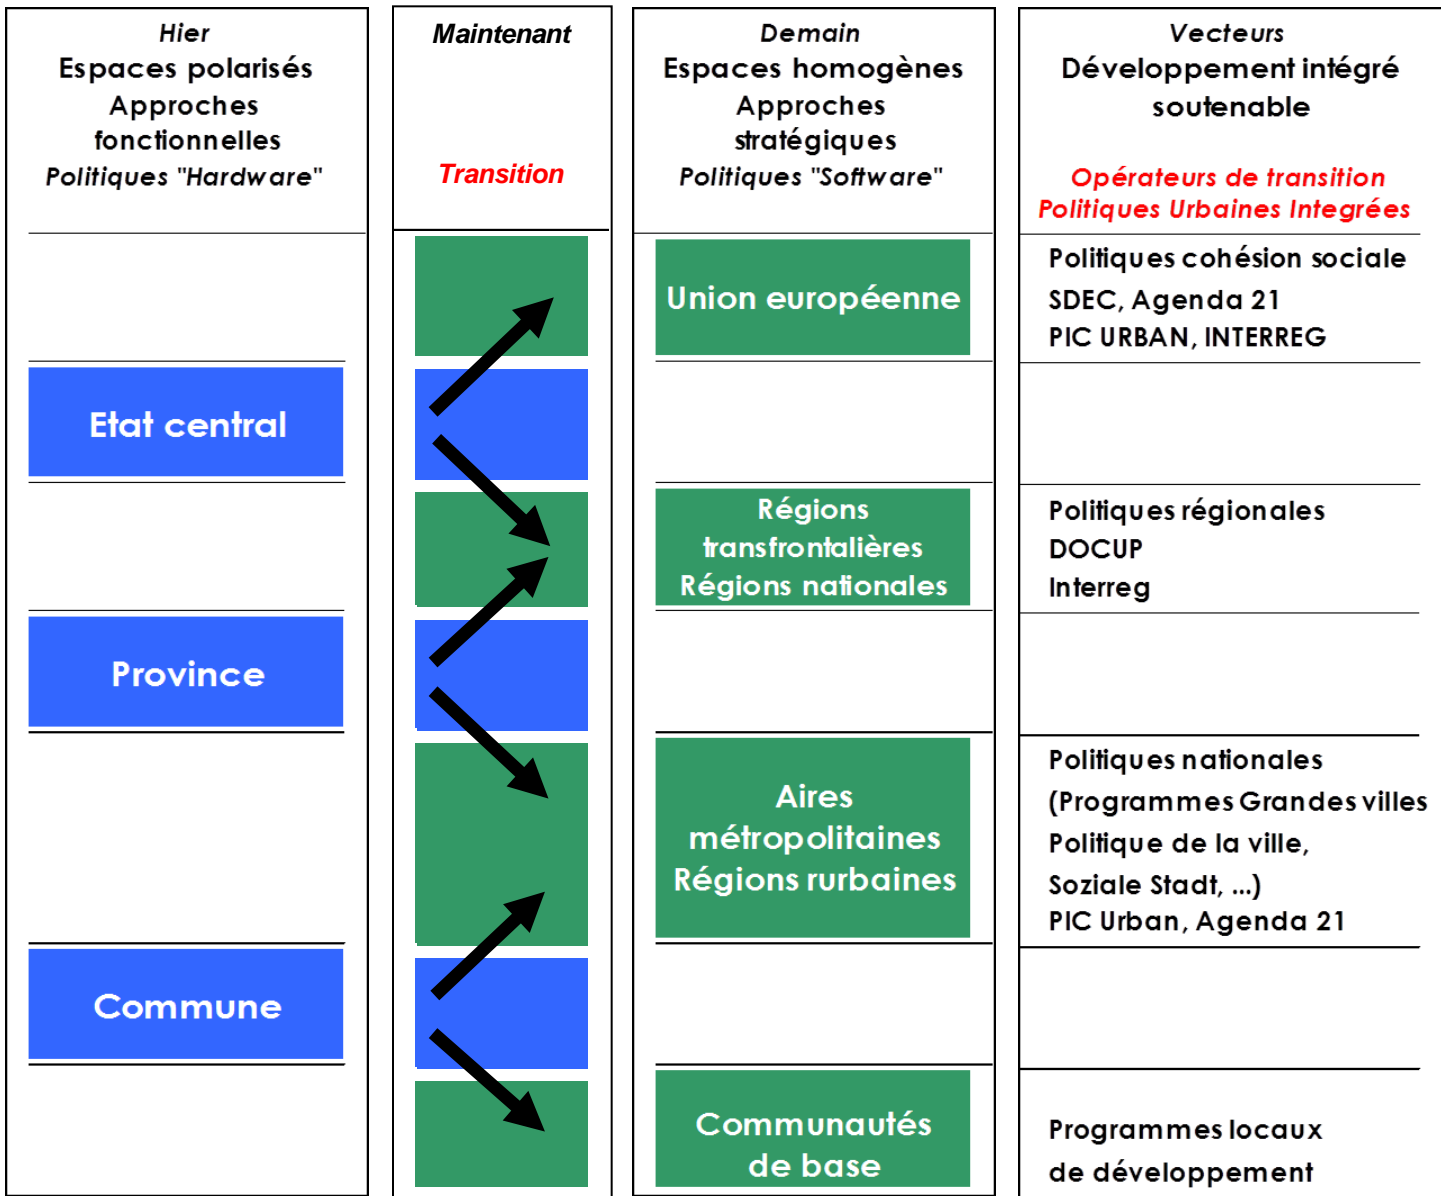 Hier
Espaces polarisés
Approches
fonctionnelles
Politiques "Hardware"
Maintenant
Transition
Demain
Espaces homogènes
Approches
stratégiques
Politiques "Software"
Vecteurs
Développement intégré
soutenable
Opérateurs de transition
Politiques Urbaines Integrées
Union européenne
Politiques cohésion sociale
SDEC, Agenda 21
PIC URBAN, INTERREG
Etat central
Régions
transfrontalières
Régions nationales
Politiques régionales
DOCUP
Interreg
Province
Aires
métropolitaines
Régions rurbaines
Politiques nationales
(Programmes Grandes villes
Politique de la ville,
Soziale Stadt, ...)
PIC Urban, Agenda 21
Commune
Communautés
de base
Programmes locaux
de développement